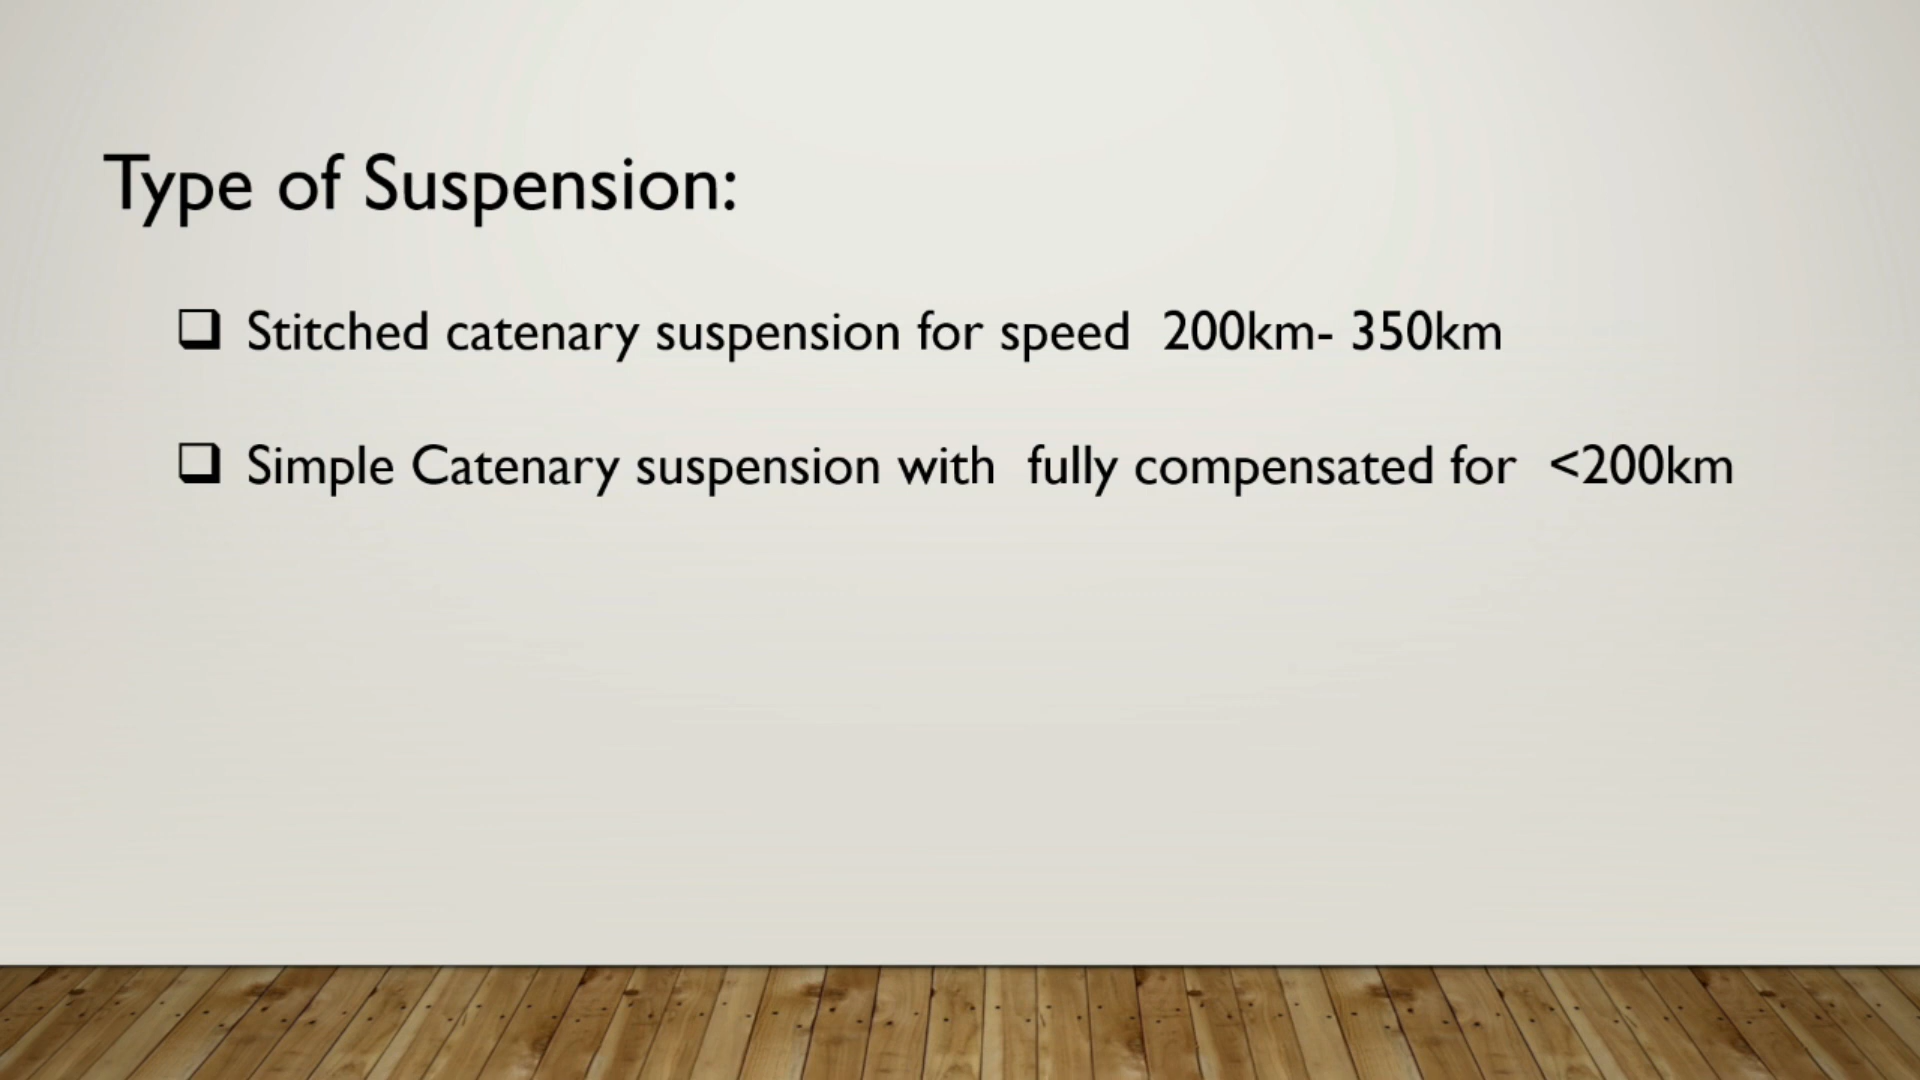 Type of Suspension:
❑ Stitched catenary suspension for speed  200km- 350km
❑ Simple Catenary suspension with  fully compensated for  <200km